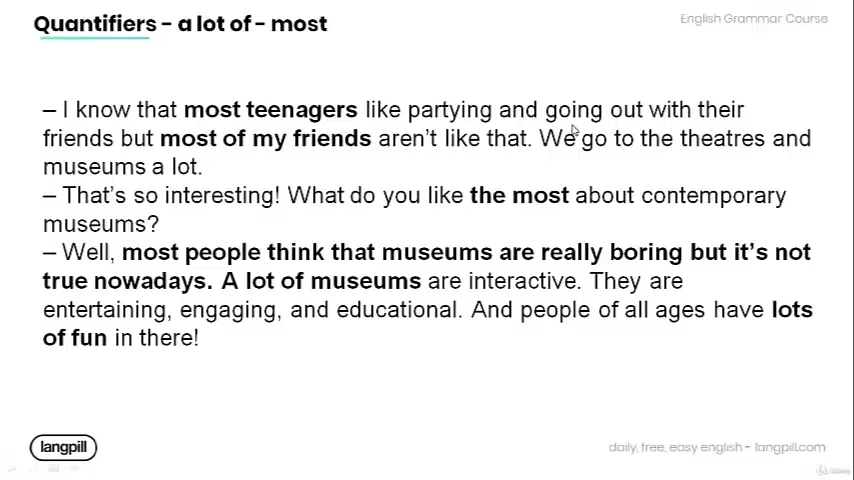 Quantifiers - a lot of - most
English Grammar Course
– I know that most teenagers like partying and going out with their
friends but most of my friends aren't like that. We go to the theatres and
museums a lot.
– That's so interesting! What do you like the most about contemporary
museums?
– Well, most people think that museums are really boring but it's not
true nowadays. A lot of museums are interactive. They are
entertaining, engaging, and educational. And people of all ages have lots
of fun in there!
langpill
daily, free, easy english - langpill.com
Udemy